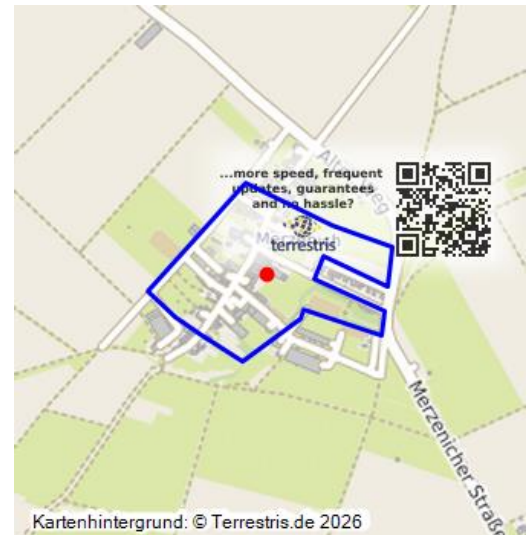 ...more speed, frequent
updates, guarantees
and no hassle?
terrestris
Merzenicher Straße
Kartenhintergrund: © Terrestris.de 2026